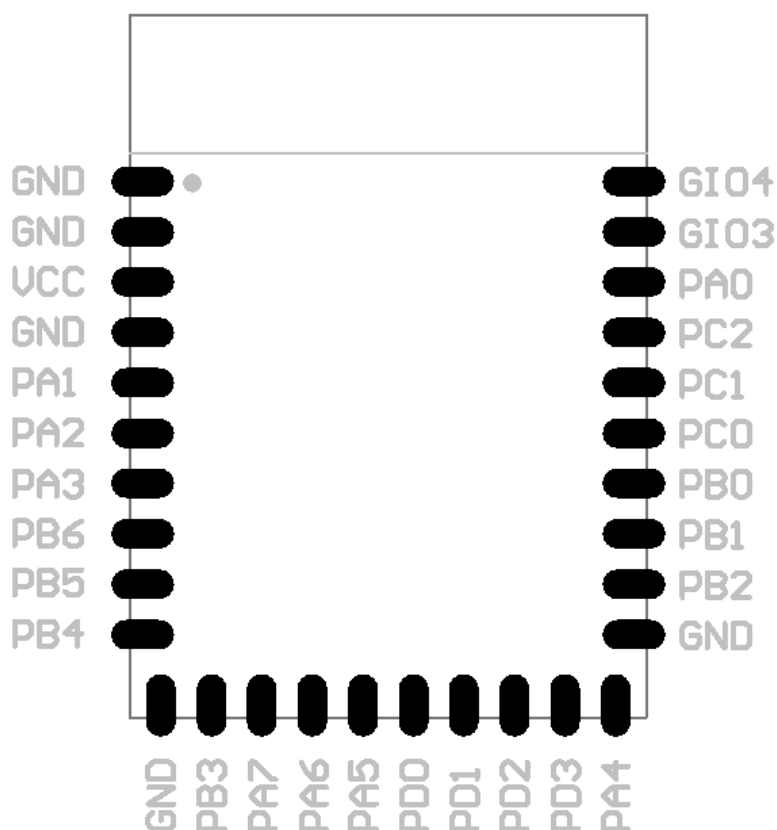 GND GIO4
GND GIO3
VCC PA0
GND PC2
PA1 PC1
PA2 PC0
PA3 PB0
PB6 PB1
PB5 PB2
PB4 GND
GND
PB3
PA7
PA6
PA5
PD0
PD1
PD2
PD3
PA4